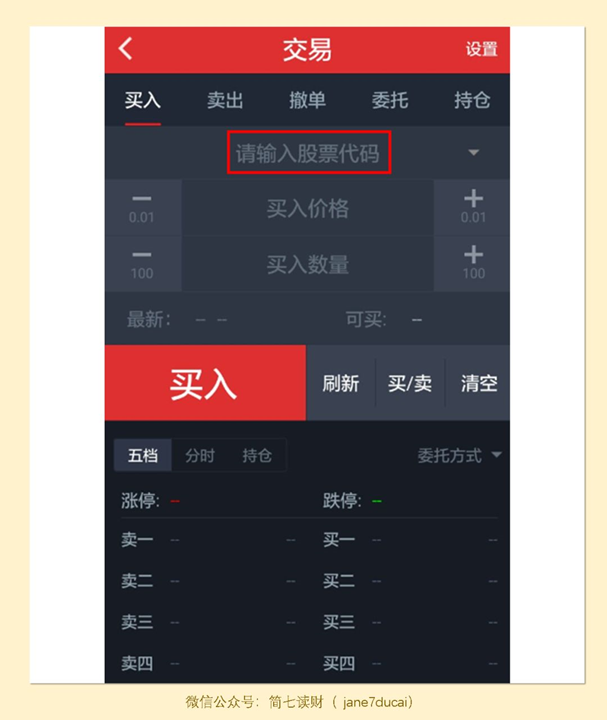 交易 设置
买入 卖出 撤单 委托 持仓
请输入股票代码
买入价格
0.01 0.01
买入数量
100 100
最新: -- 可买: --
买入 刷新 买/卖 清空
五档 分时 持仓 委托方式
涨停: -- 跌停: --
卖一 -- -- 买一 -- --
卖二 -- -- 买二 -- --
卖三 -- -- 买三 -- --
卖四 -- -- 买四 -- --
微信公众号：简七读财（ jane7ducai）